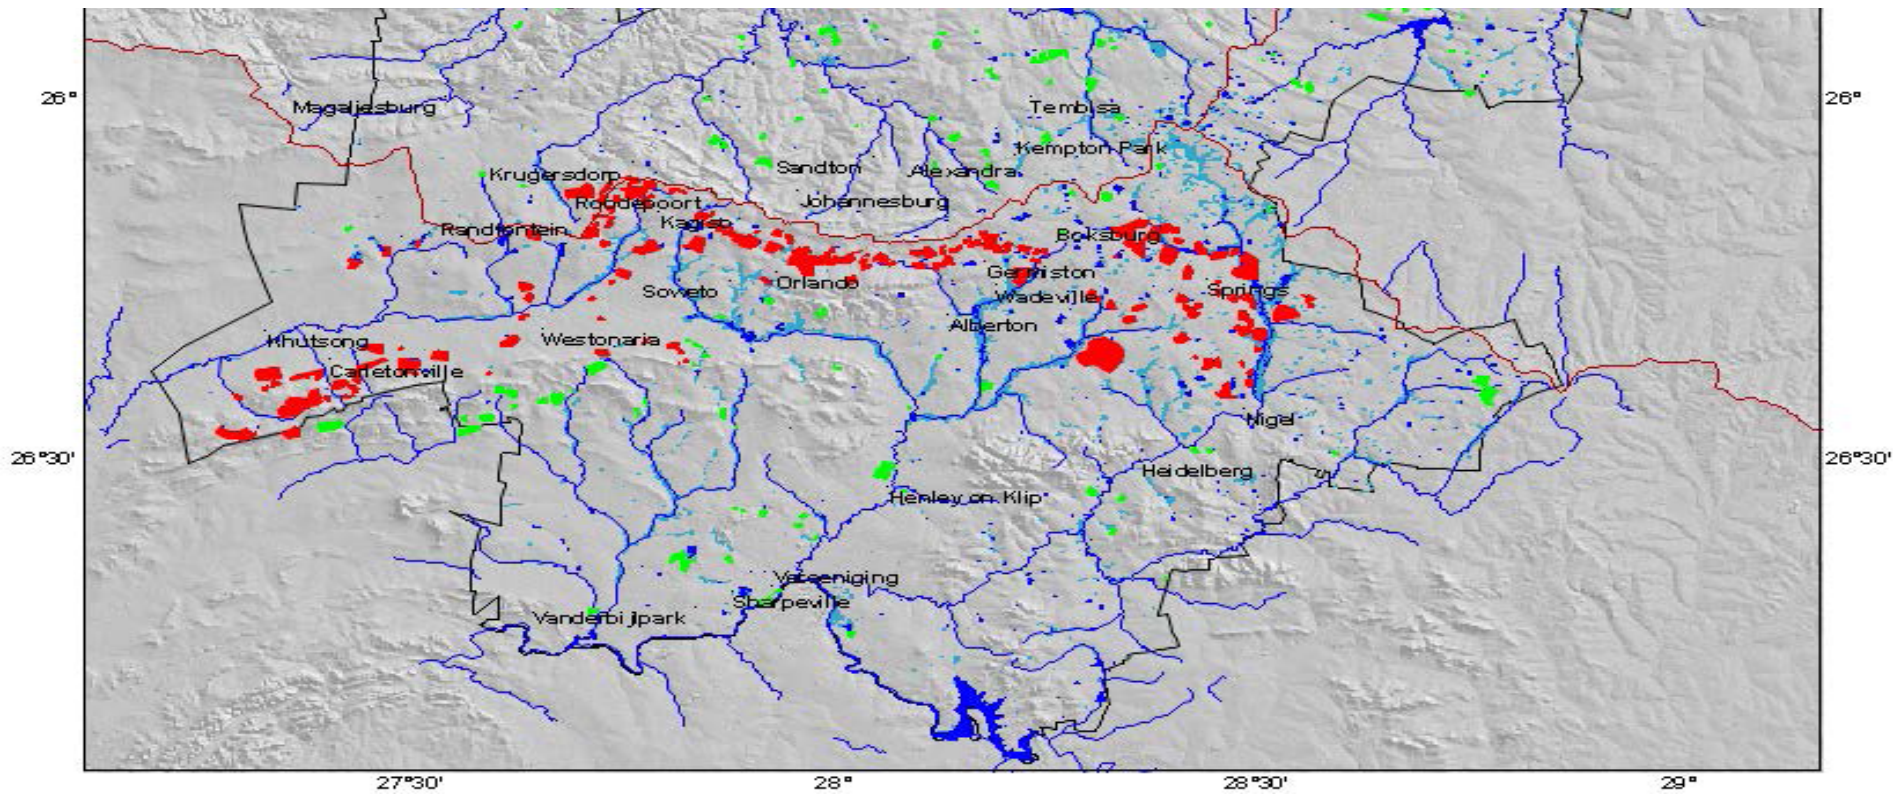 26°
Magaliesburg
Tembisa
26°
Kempton Park
Sandton
Alexandra
Krugersdorp
Roodepoort
Johannesburg
Kagiso
Randfontein
Boksburg
Germiston
Orlando
Soweto
Wadeville
Springs
Alberton
Khutsong
Westonaria
Carletonville
Nigel
26°30'
26°30'
Heidelberg
Henley on Klip
Vereeniging
Sharpeville
Vanderbijlpark
27°30'
28°
28°30'
29°